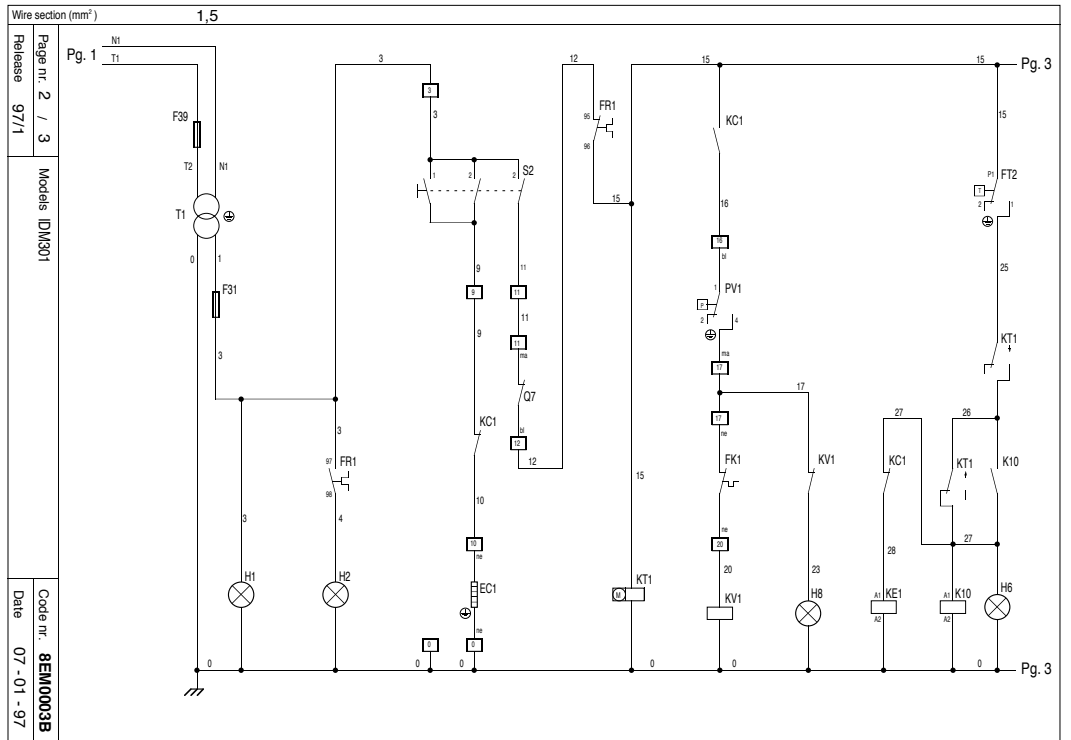 Wire section (mm²) 1,5
Release 97/1
Page nr. 2 / 3
Models IDM301
Date 07 - 01 - 97
Code nr. 8EM0003B
Pg. 1
N1
T1
F39
T2
N1
T1
0
1
F31
3
3
H1
3
97
FR1
98
4
H2
3
3
3
1
2
2
S2
9
9
9
KC1
10
10
ne
EC1
ne
0
0
11
11
11
11
ma
Q7
bl
12
12
12
95
FR1
96
15
15
M
KT1
15
KC1
16
16
bl
1
PV1
P
2
4
ma
17
17
17
ne
FK1
ne
20
20
KV1
KV1
23
H8
15
Pg. 3
15
P1
FT2
T
2
1
25
KT1
27
26
KC1
KT1
K10
27
28
A1
KE1
A2
A1
K10
A2
H6
0
0
0
0
0
0
Pg. 3